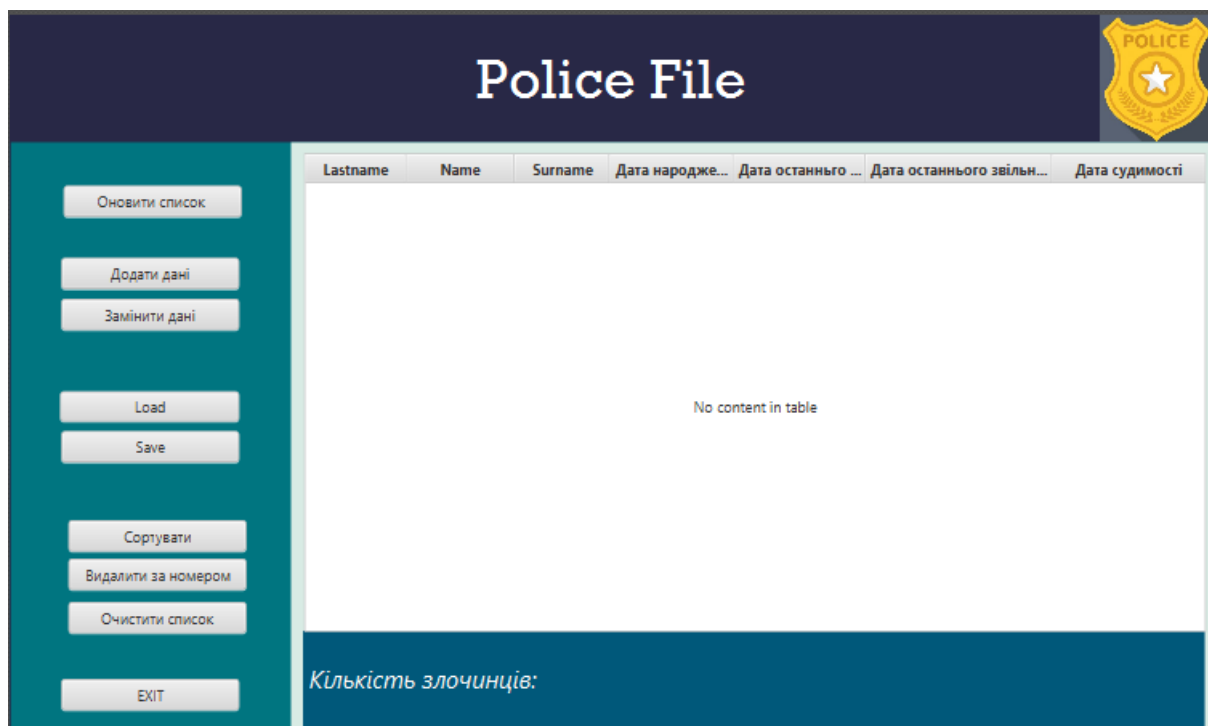 Police File
POLICE
Lastname Name Surname Дата народже... Дата останнього ... Дата останнього звільн... Дата судимості
Оновити список
Додати дані
Замінити дані
Load
No content in table
Save
Сортувати
Видалити за номером
Очистити список
Кількість злочинців:
EXIT